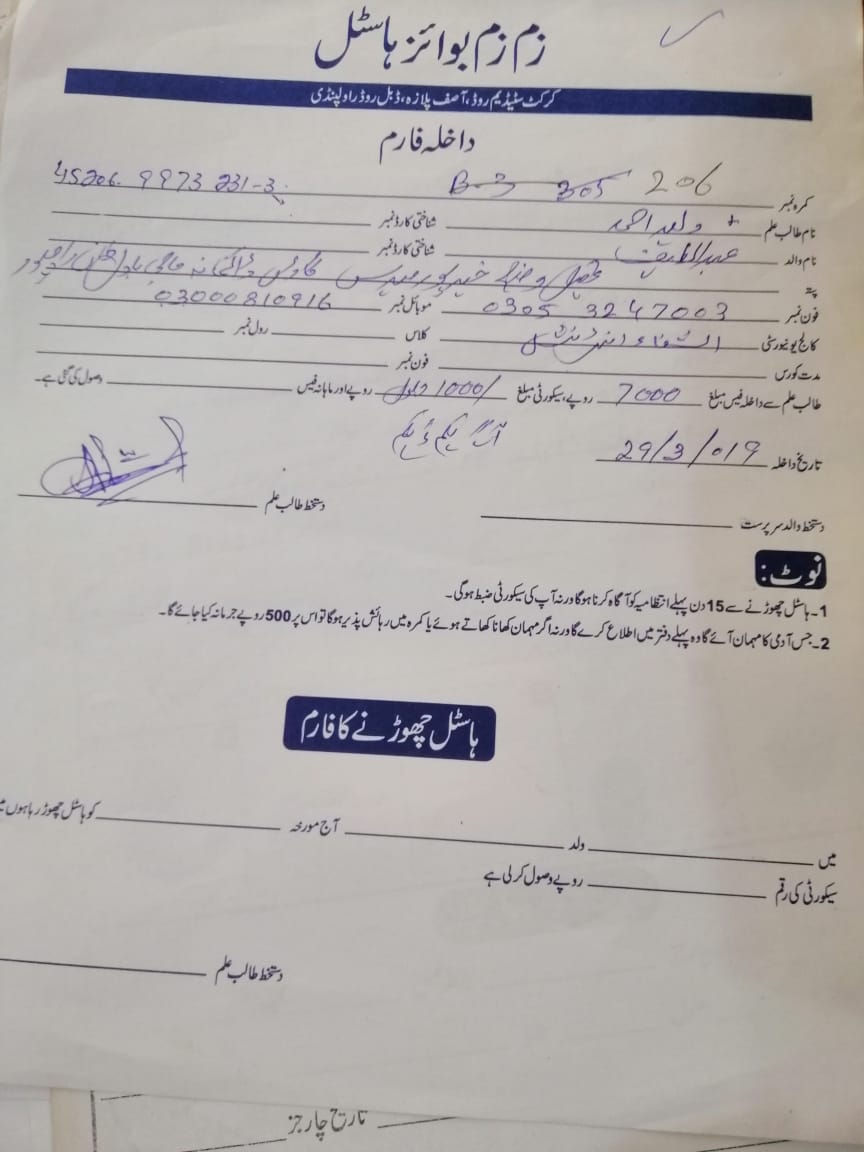 زم زم بوائز ہاسٹل
کرکٹ سٹیڈیم روڈ، آصف پلازہ، ڈبل روڈ راولپنڈی
داخلہ فارم
کمرہ نمبر 206 B-3 305 45206 9973 231-3
نام طالب علم ولید احمد شناختی کارڈ نمبر
نام والد عبداللطیف شناختی کارڈ نمبر
پتہ تحصیل و ضلع خیرپور میرس گاؤں ڈاکخانہ حاجی
فون نمبر 0305 3247003 موبائل نمبر 03000810916
کالج یونیورسٹی الشفاء کلاس رول نمبر
مدت کورس فون نمبر
طالب علم سے داخلہ فیس مبلغ 7000 روپے، سیکورٹی مبلغ 1000/ روپے اور ماہانہ فیس وصول کی گئی ہے۔
تاریخ داخلہ 29/3/019
دستخط والد سرپرست دستخط طالب علم
نوٹ:
1۔ ہاسٹل چھوڑنے سے 15 دن پہلے انتظامیہ کو آگاہ کرنا ہوگا ورنہ آپ کی سیکورٹی ضبط ہوگی۔
2۔ جس آدمی کا مہمان آئے گا وہ پہلے دفتر میں اطلاع کرے گا ورنہ اگر مہمان کھانا کھاتے ہوئے یا کمرہ میں رہائش پذیر ہوگا تو اس پر 500 روپے جرمانہ کیا جائے گا۔
ہاسٹل چھوڑنے کا فارم
میں ولد آج مورخہ کو ہاسٹل چھوڑ رہا ہوں
سیکورٹی کی رقم روپے وصول کر لی ہے
دستخط طالب علم
تاریخ چارجز